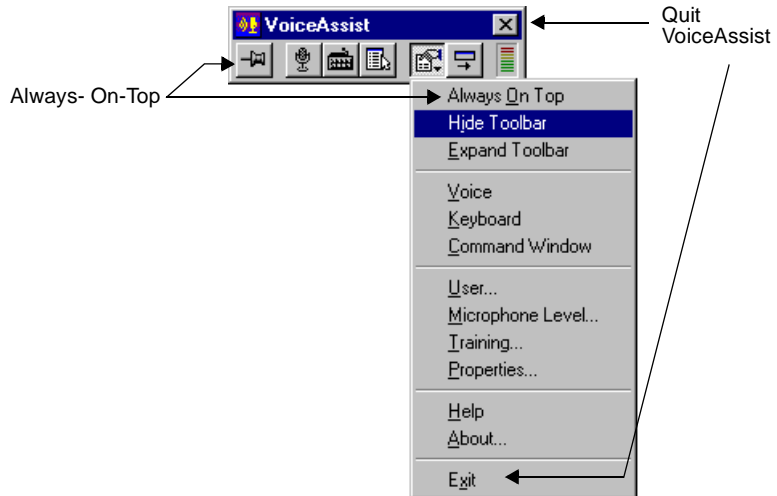 VoiceAssist
Quit
VoiceAssist
Always- On-Top
Always On Top
Hide Toolbar
Expand Toolbar
Voice
Keyboard
Command Window
User...
Microphone Level...
Training...
Properties...
Help
About...
Exit